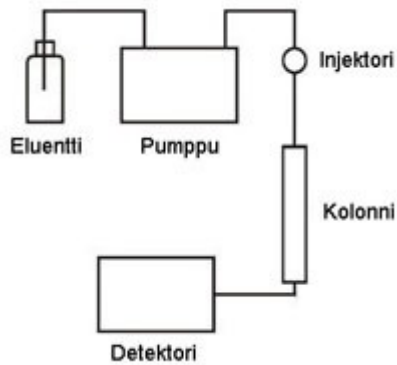 Injektori
Eluentti
Pumppu
Kolonni
Detektori